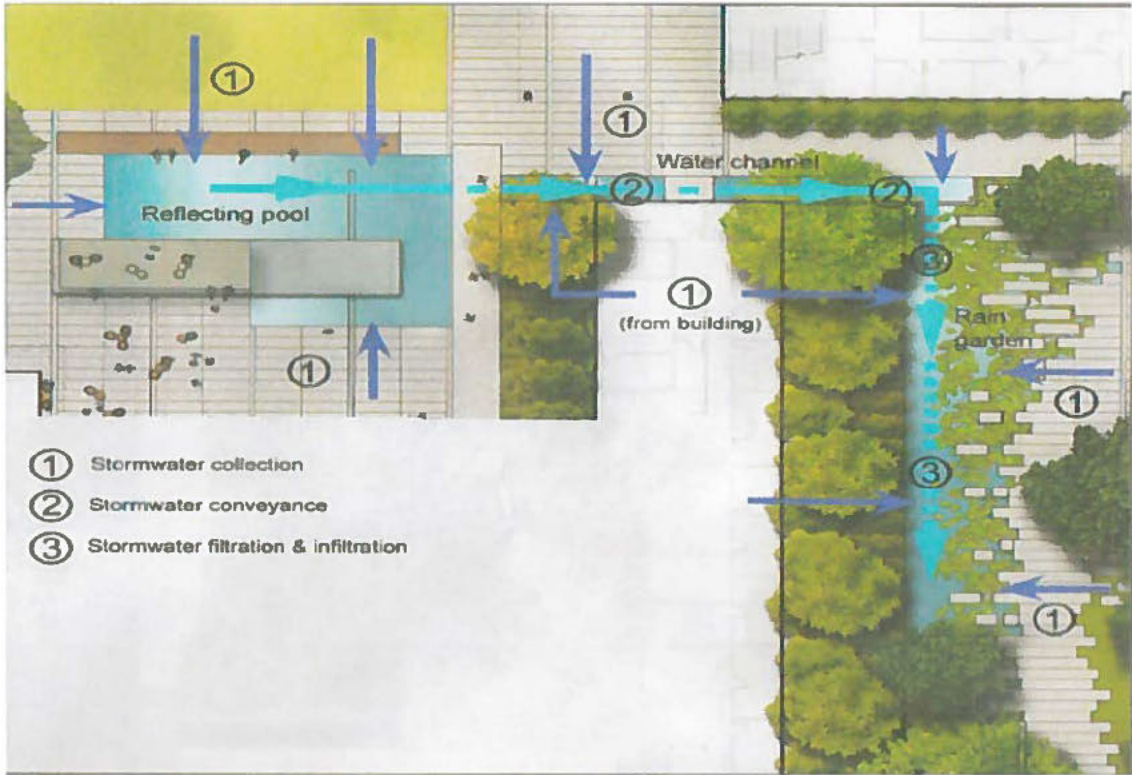 1
1
Water channel
2
2
Reflecting pool
3
1
(from building)
Rain
garden
1
1
1 Stormwater collection
3
2 Stormwater conveyance
3 Stormwater filtration & infiltration
1